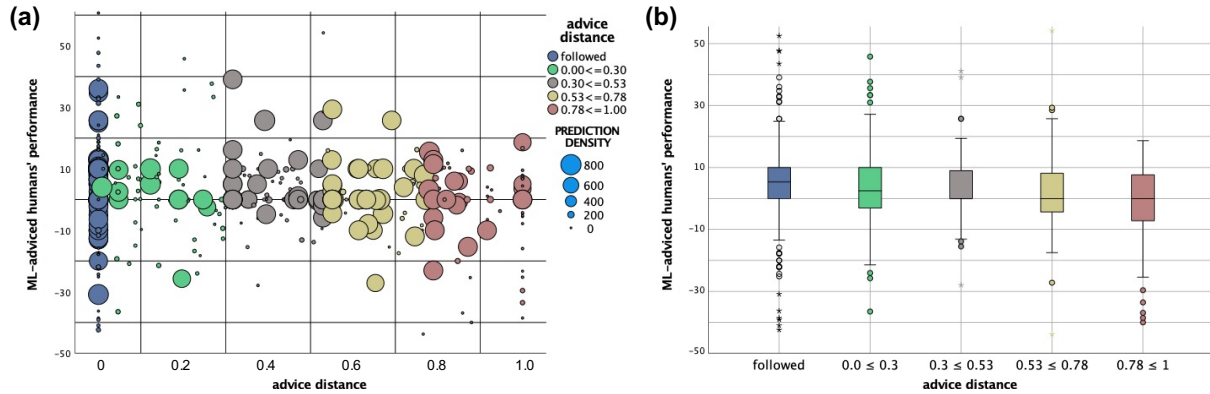 (a)
ML-adviced humans' performance
50
30
10
-10
-30
-50
0
0.2
0.4
0.6
0.8
1.0
advice distance
advice
distance
followed
0.00<=0.30
0.30<=0.53
0.53<=0.78
0.78<=1.00
PREDICTION
DENSITY
800
600
400
200
0
(b)
ML-adviced humans' performance
50
30
10
-10
-30
-50
followed
0.0 ≤ 0.3
0.3 ≤ 0.53
0.53 ≤ 0.78
0.78 ≤ 1
advice distance